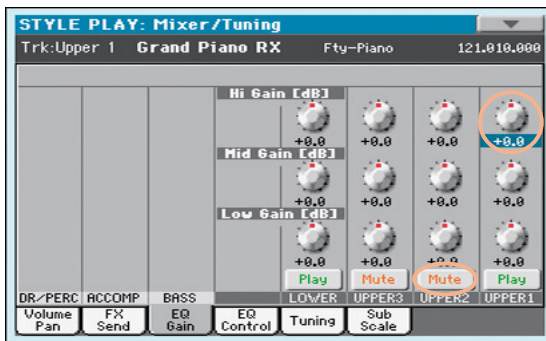 STYLE PLAY: Mixer/Tuning
Trk:Upper 1 Grand Piano RX Fty-Piano 121.010.000
Hi Gain [dB]
+0.0 +0.0 +0.0 +0.0
Mid Gain [dB]
+0.0 +0.0 +0.0 +0.0
Low Gain [dB]
+0.0 +0.0 +0.0 +0.0
Play Mute Mute Play
DR/PERC ACCOMP BASS LOWER UPPER3 UPPER2 UPPER1
Volume Pan FX Send EQ Gain EQ Control Tuning Sub Scale